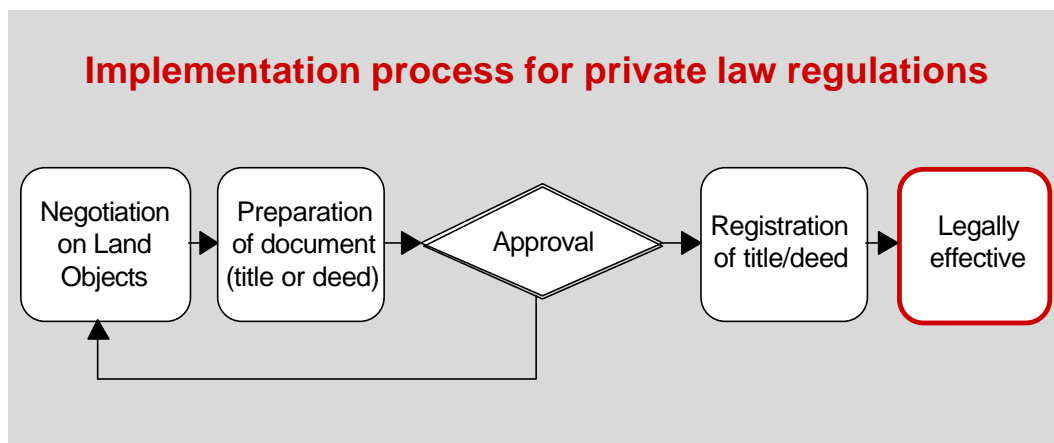 Implementation process for private law regulations
Negotiation
on Land
Objects
Preparation
of document
(title or deed)
Approval
Registration
of title/deed
Legally
effective